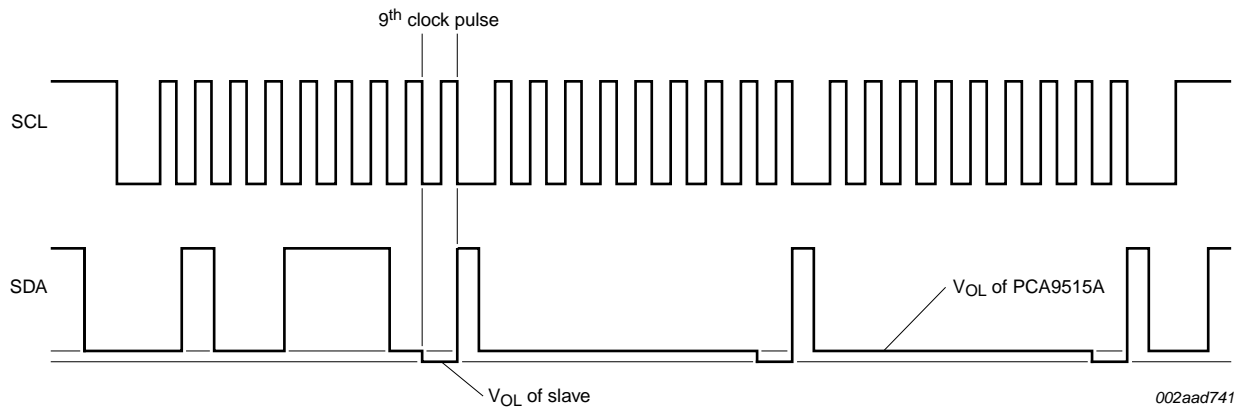 9th clock pulse
SCL
SDA
VOL of PCA9515A
VOL of slave
002aad741